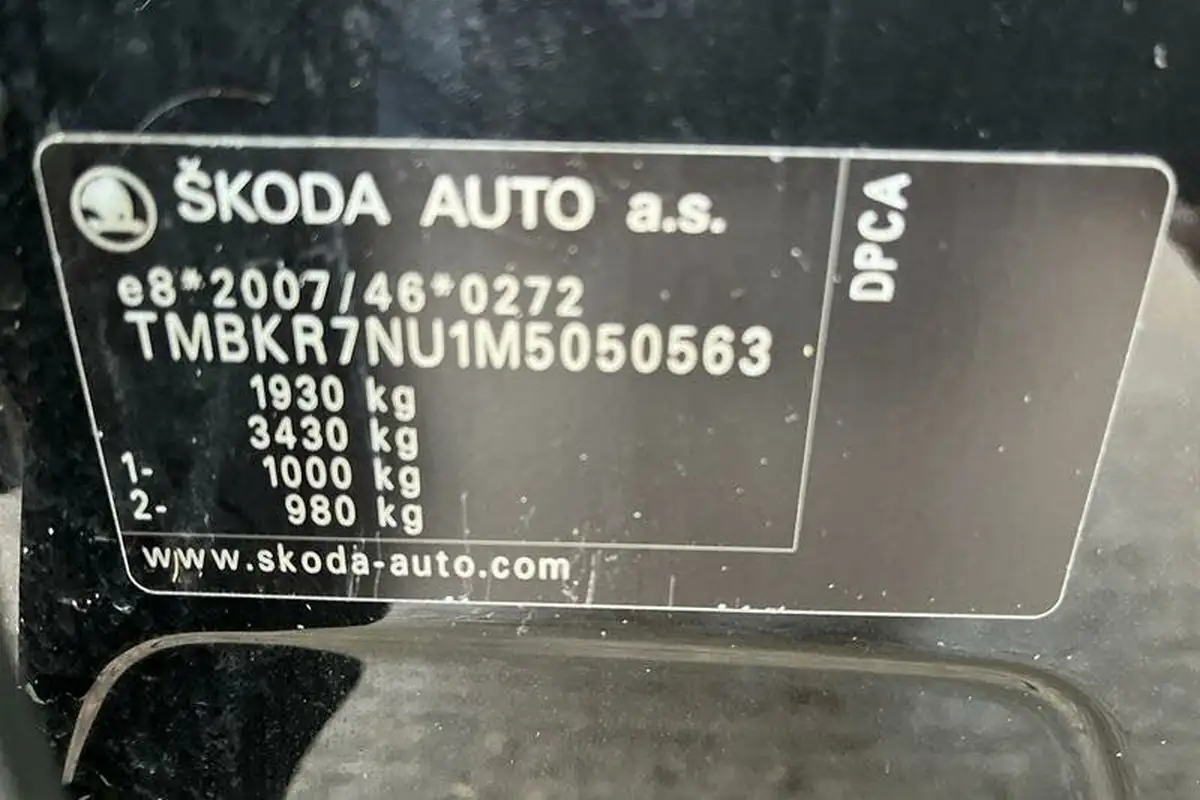 ŠKODA AUTO a.s.
e8*2007/46*0272
TMBKR7NU1M5050563
1930 kg
3430 kg
1- 1000 kg
2- 980 kg
www.skoda-auto.com
DPCA